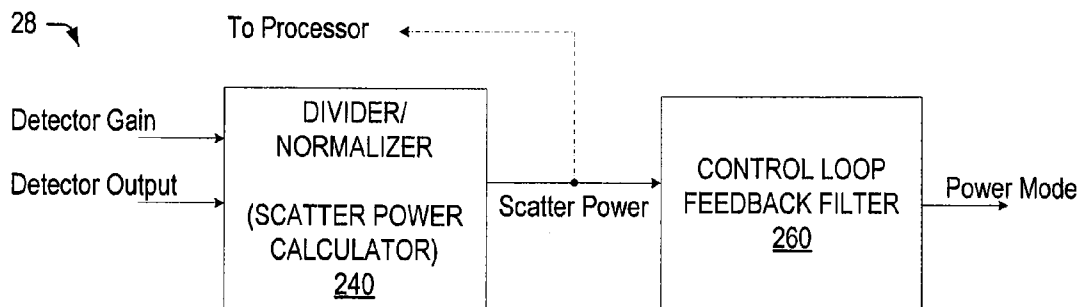 28
To Processor
Detector Gain
Detector Output
DIVIDER/
NORMALIZER
(SCATTER POWER
CALCULATOR)
240
Scatter Power
CONTROL LOOP
FEEDBACK FILTER
260
Power Mode